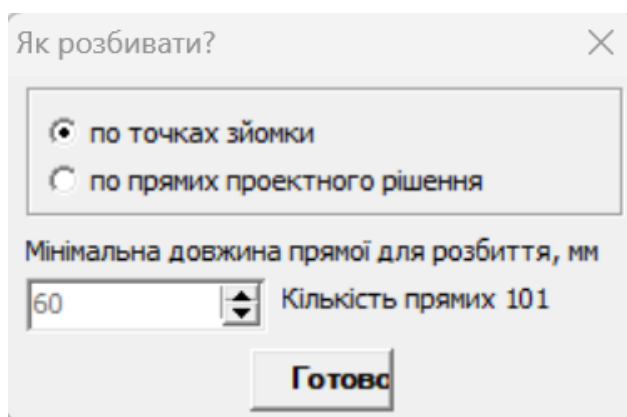 Як розбивати?
по точках зйомки
по прямих проектного рішення
Мінімальна довжина прямої для розбиття, мм
60 Кількість прямих 101
Готово